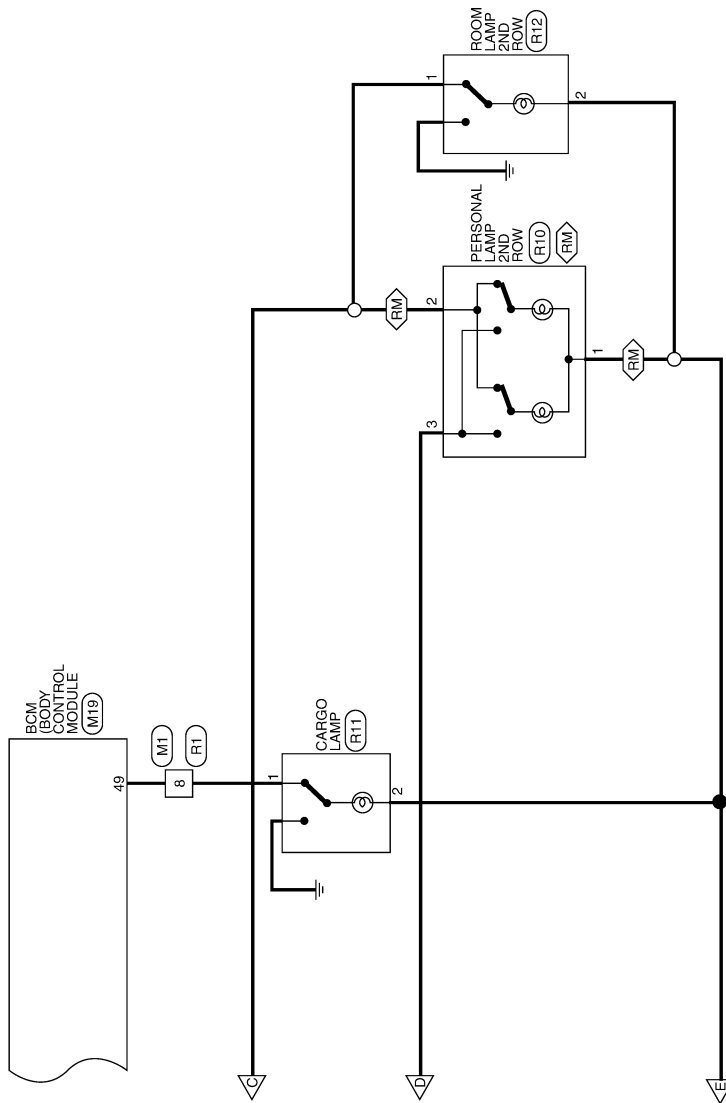 BCM
(BODY
CONTROL
MODULE
M19
49
M1
8
R1
1
CARGO
LAMP
R11
2
C
D
E
3
2
PERSONAL
LAMP
2ND
ROW
R10
RM
RM
1
RM
1
ROOM
LAMP
2ND
ROW
R12
2